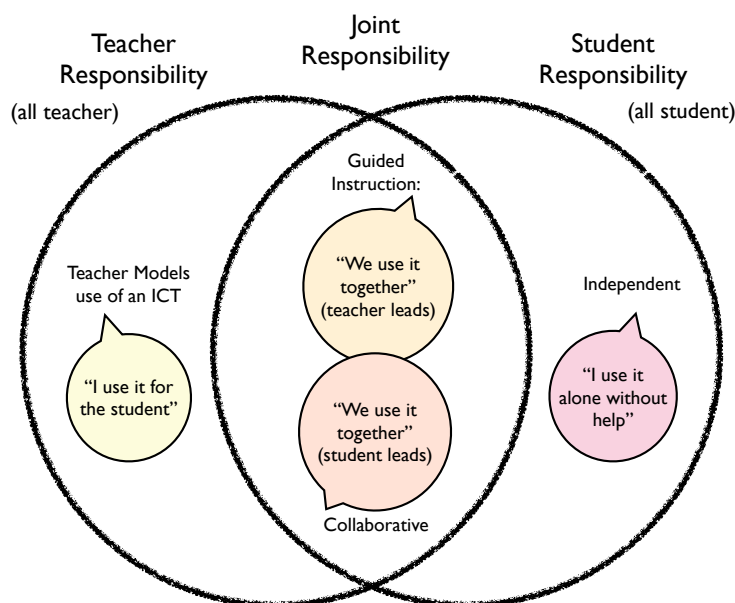 Teacher
Responsibility
(all teacher)
Joint
Responsibility
Student
Responsibility
(all student)
Teacher Models
use of an ICT
“I use it for
the student”
Guided
Instruction:
“We use it
together”
(teacher leads)
“We use it
together”
(student leads)
Collaborative
Independent
“I use it
alone without
help”